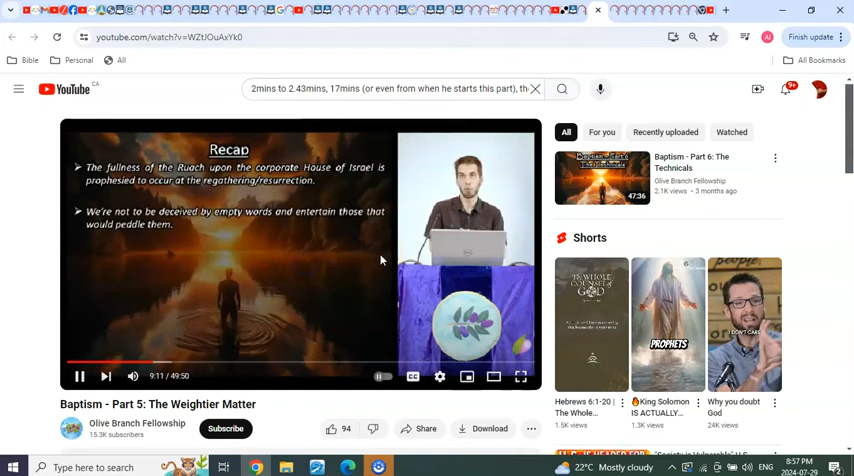 Finish update
youtube.com/watch?v=WZtJOuAxYk0
Bible
Personal
All
All Bookmarks
YouTube CA
2mins to 2.43mins, 17mins (or even from when he starts this part), th
9+
Recap
The fullness of the Ruach upon the corporate House of Israel is
prophesied to occur at the regathering/resurrection.
We're not to be deceived by empty words and entertain those that
would peddle them.
9:11 / 49:50
CC
Baptism - Part 5: The Weightier Matter
Olive Branch Fellowship
15.3K subscribers
Subscribe
94
Share
Download
All
For you
Recently uploaded
Watched
Baptism - Part 6
The Technicals
47:36
Baptism - Part 6: The
Technicals
Olive Branch Fellowship
2.1K views • 3 months ago
Shorts
THE WHOLE
COUNSEL OF
GOD
PROPHETS
I DON'T CARE
Hebrews 6:1-20 |
The Whole...
1.5K views
King Solomon
IS ACTUALLY...
1.3K views
Why you doubt
God
24K views
Type here to search
22°C Mostly cloudy
8:57 PM
2024-07-29